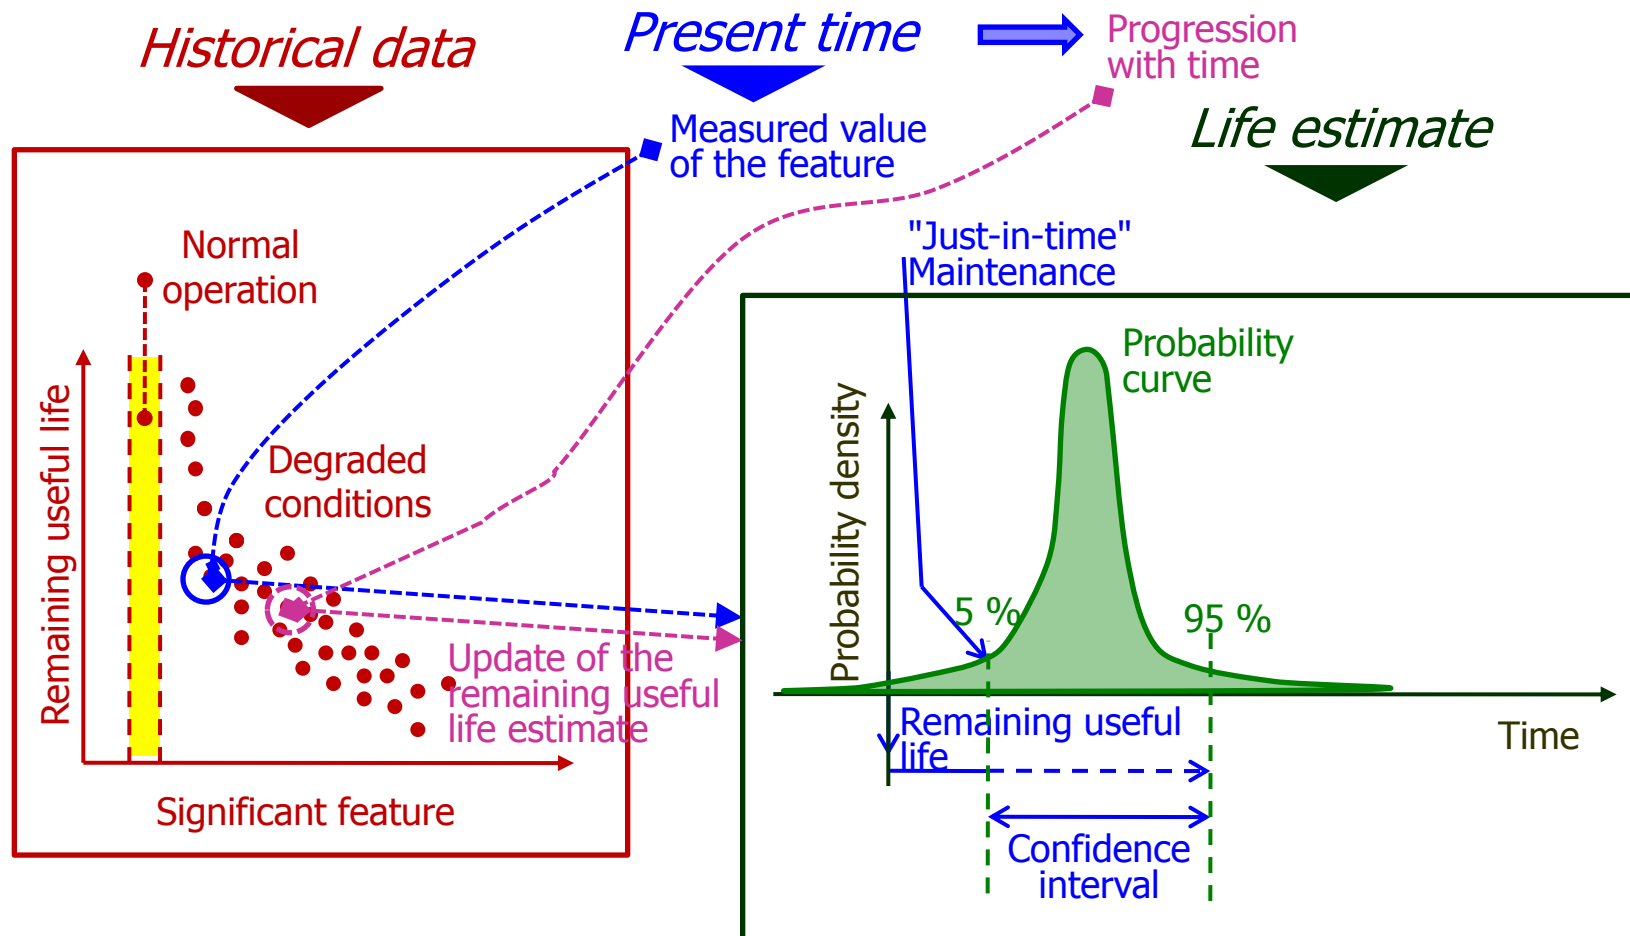 Historical data
Present time
Progression
with time
Measured value
of the feature
Life estimate
Normal
operation
"Just-in-time"
Maintenance
Remaining useful life
Degraded
conditions
Update of the
remaining useful
life estimate
Significant feature
Probability
curve
Probability density
5 %
95 %
Remaining useful
life
Time
Confidence
interval